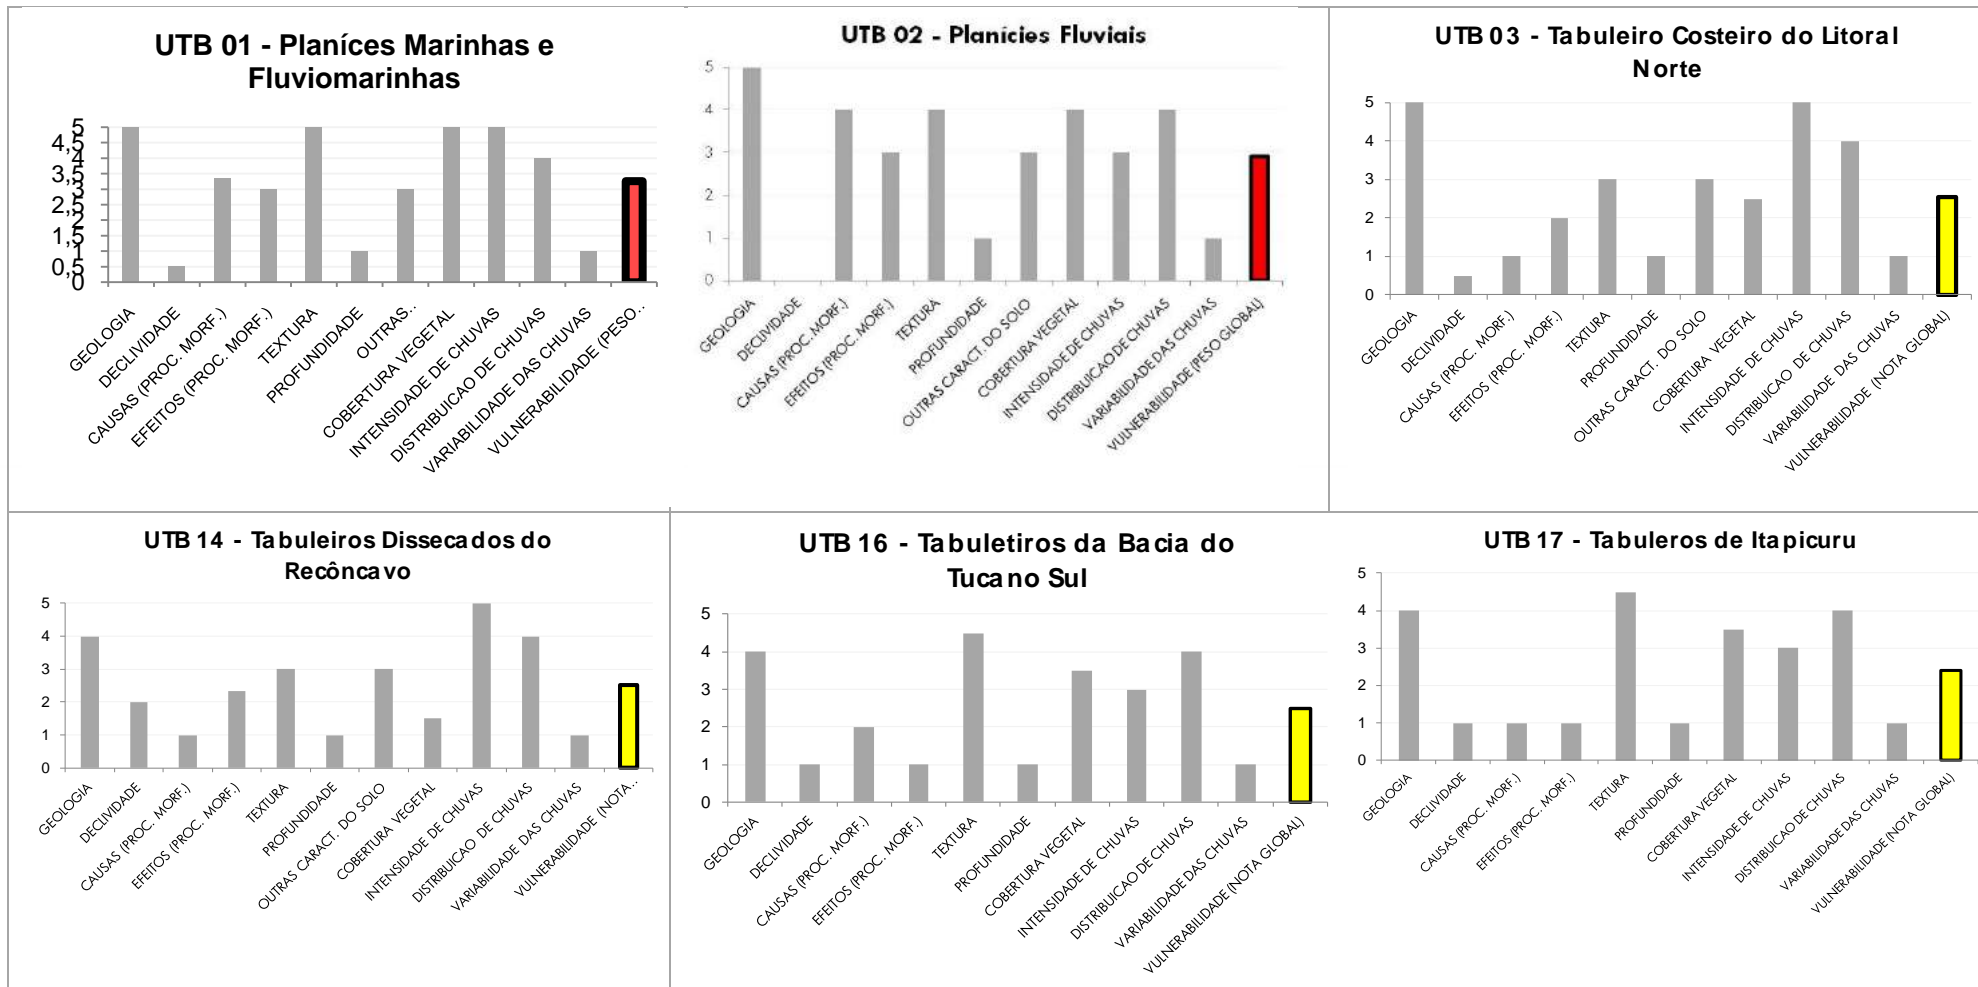 UTB 01 - Planíces Marinhas e
Fluviomarinhas
5
4,5
4
3,5
3
2,5
2
1,5
1
0,5
0
GEOLOGIA
DECLIVIDADE
CAUSAS (PROC. MORF.)
EFEITOS (PROC. MORF.)
TEXTURA
PROFUNDIDADE
OUTRAS..
COBERTURA VEGETAL
INTENSIDADE DE CHUVAS
DISTRIBUICAO DE CHUVAS
VARIABILIDADE DAS CHUVAS
VULNERABILIDADE (PESO..
UTB 02 - Planícies Fluviais
5
4
3
2
1
0
GEOLOGIA
DECLIVIDADE
CAUSAS (PROC. MORF.)
EFEITOS (PROC. MORF.)
TEXTURA
PROFUNDIDADE
OUTRAS CARACT. DO SOLO
COBERTURA VEGETAL
INTENSIDADE DE CHUVAS
DISTRIBUICAO DE CHUVAS
VARIABILIDADE DAS CHUVAS
VULNERABILIDADE (PESO GLOBAL)
UTB 03 - Tabuleiro Costeiro do Litoral
Norte
5
4
3
2
1
0
GEOLOGIA
DECLIVIDADE
CAUSAS (PROC. MORF.)
EFEITOS (PROC. MORF.)
TEXTURA
PROFUNDIDADE
OUTRAS CARACT. DO SOLO
COBERTURA VEGETAL
INTENSIDADE DE CHUVAS
DISTRIBUICAO DE CHUVAS
VARIABILIDADE DAS CHUVAS
VULNERABILIDADE (NOTA GLOBAL)
UTB 14 - Tabuleiros Dissecados do
Recôncavo
5
4
3
2
1
0
GEOLOGIA
DECLIVIDADE
CAUSAS (PROC. MORF.)
EFEITOS (PROC. MORF.)
TEXTURA
PROFUNDIDADE
OUTRAS CARACT. DO SOLO
COBERTURA VEGETAL
INTENSIDADE DE CHUVAS
DISTRIBUICAO DE CHUVAS
VARIABILIDADE DAS CHUVAS
VULNERABILIDADE (NOTA..
UTB 16 - Tabuletiros da Bacia do
Tucano Sul
5
4
3
2
1
0
GEOLOGIA
DECLIVIDADE
CAUSAS (PROC. MORF.)
EFEITOS (PROC. MORF.)
TEXTURA
PROFUNDIDADE
COBERTURA VEGETAL
INTENSIDADE DE CHUVAS
DISTRIBUICAO DE CHUVAS
VARIABILIDADE DAS CHUVAS
VULNERABILIDADE (NOTA GLOBAL)
UTB 17 - Tabuleros de Itapicuru
5
4
3
2
1
0
GEOLOGIA
DECLIVIDADE
CAUSAS (PROC. MORF.)
EFEITOS (PROC. MORF.)
TEXTURA
PROFUNDIDADE
COBERTURA VEGETAL
INTENSIDADE DE CHUVAS
DISTRIBUICAO DE CHUVAS
VARIABILIDADE DAS CHUVAS
VULNERABILIDADE (NOTA GLOBAL)